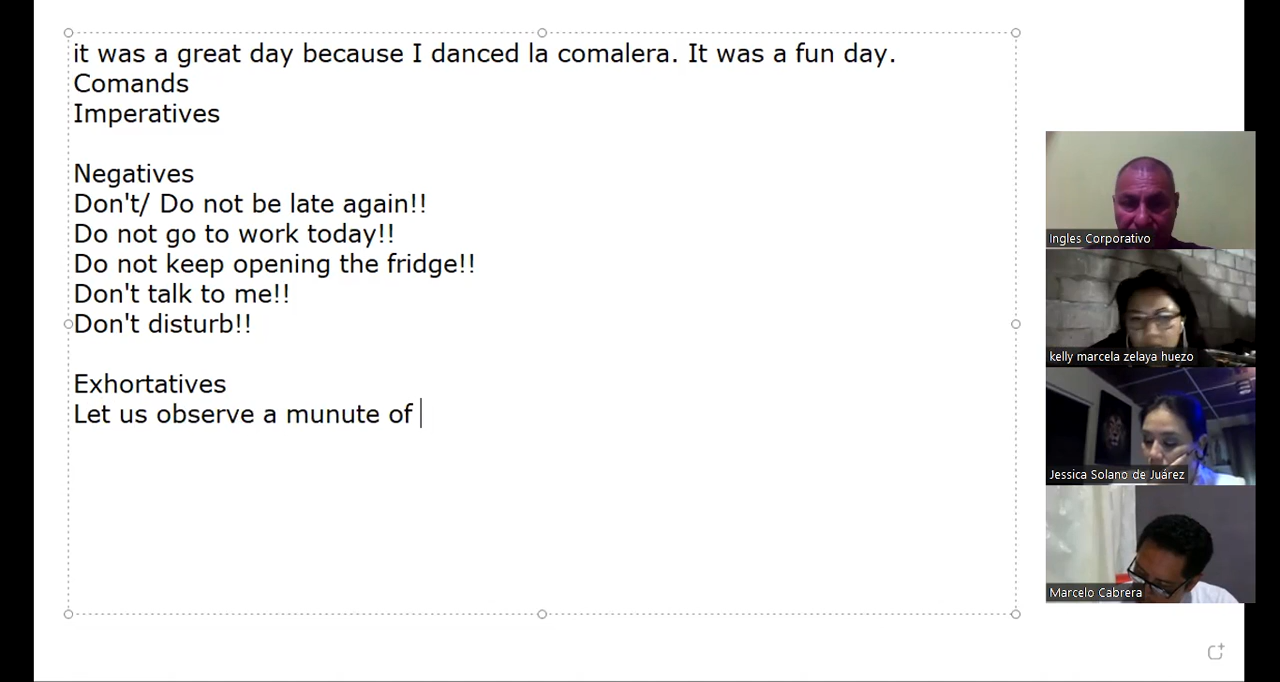 it was a great day because I danced la comalera. It was a fun day.
Comands
Imperatives
Negatives
Don't/ Do not be late again!!
Do not go to work today!!
Do not keep opening the fridge!!
Don't talk to me!!
Don't disturb!!
Exhortatives
Let us observe a munute of
Ingles Corporativo
kelly marcela zelaya huezo
Jessica Solano de Juárez
Marcelo Cabrera